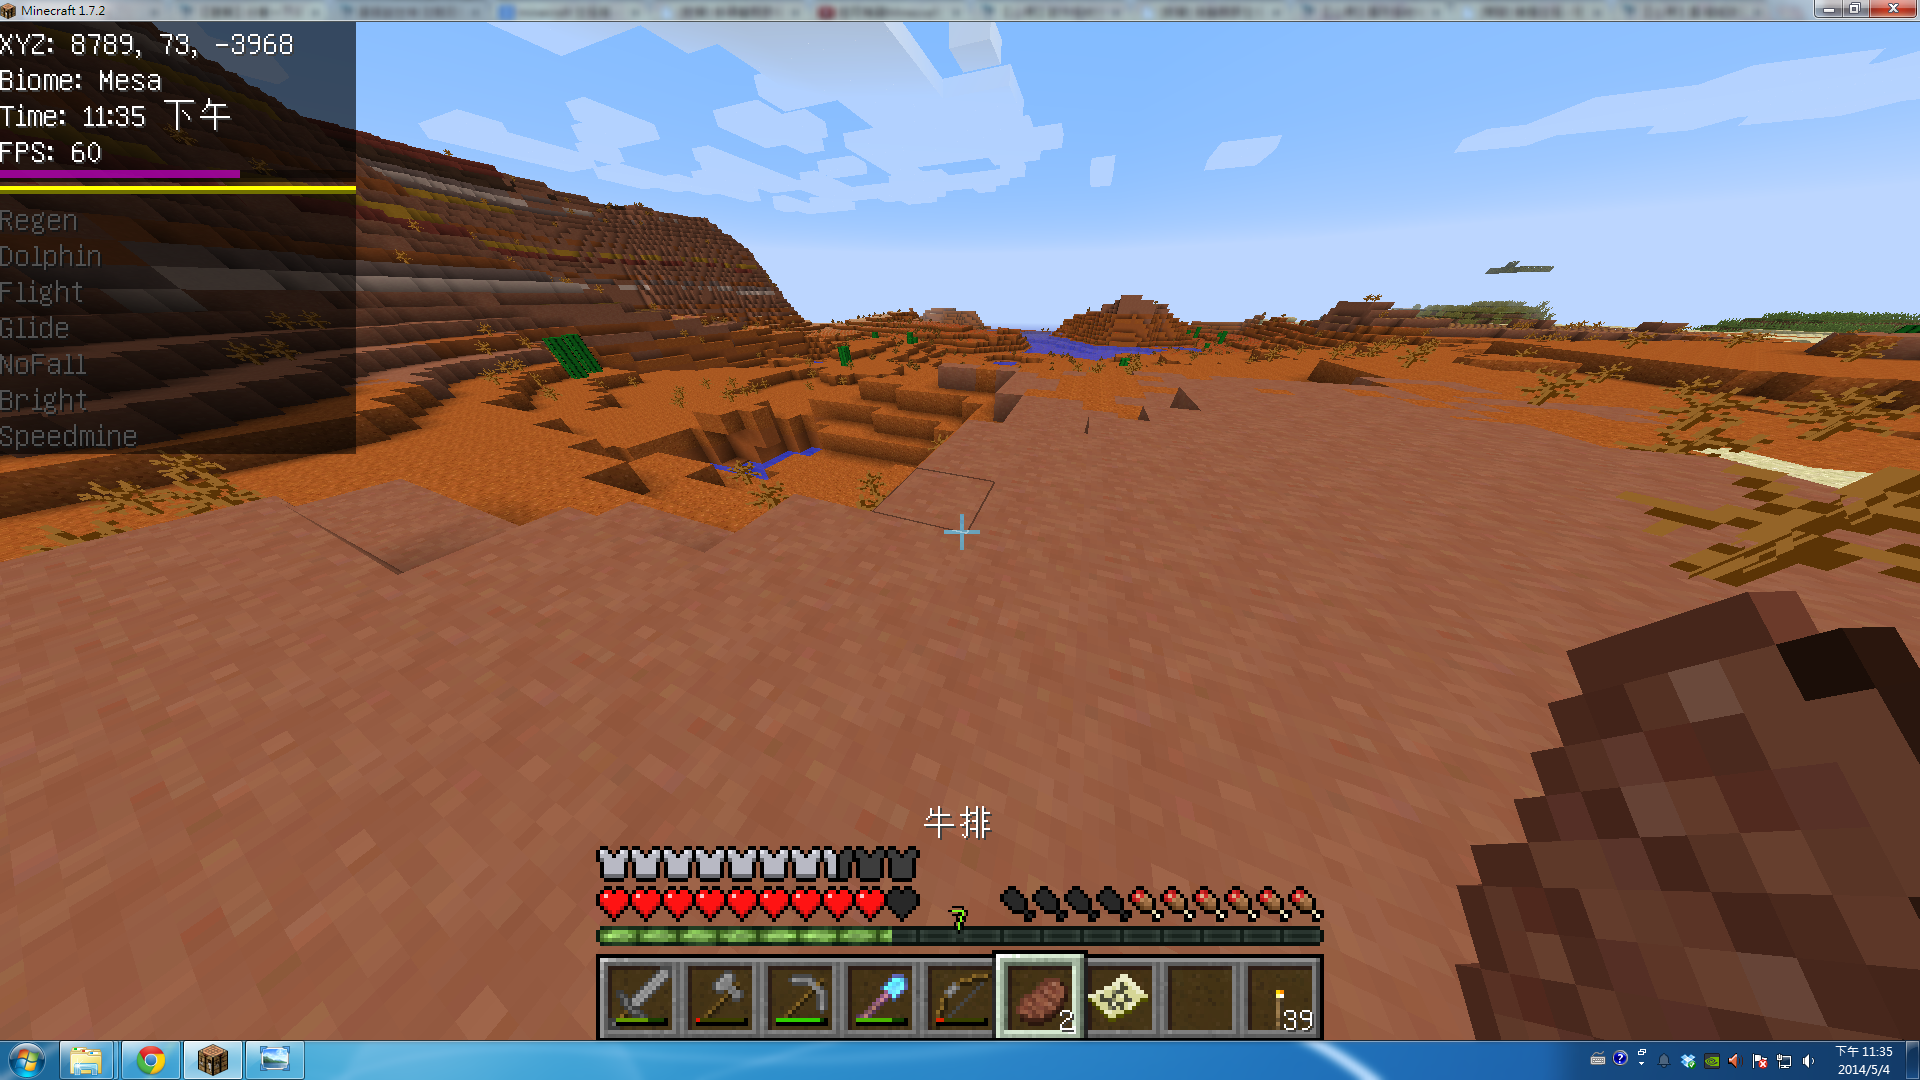 Minecraft 1.7.2
XYZ: 8789, 73, -3968
Biome: Mesa
Time: 11:35 下午
FPS: 60
Regen
Dolphin
Flight
Glide
NoFall
Bright
Speedmine
牛排
7
2
39
下午 11:35
2014/5/4